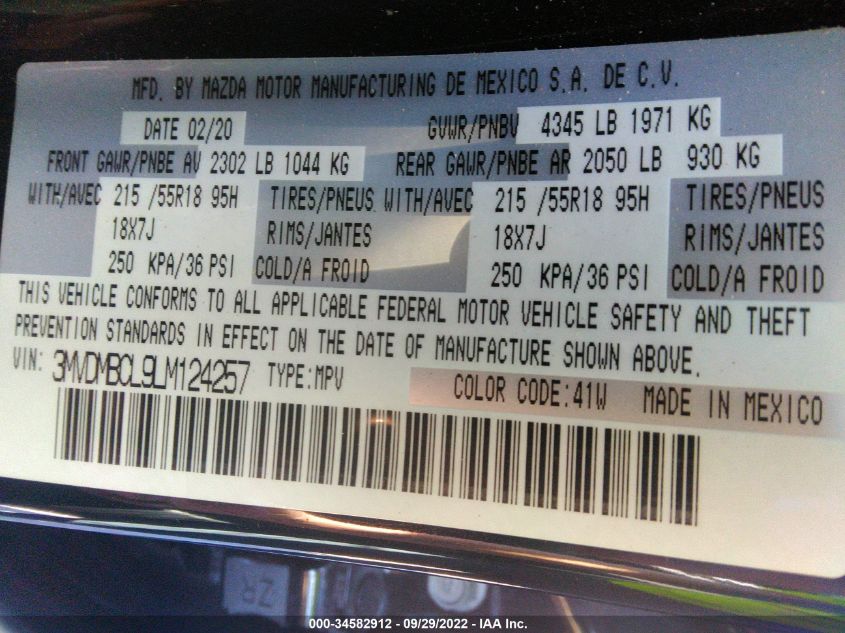 MFD. BY MAZDA MOTOR MANUFACTURING DE MEXICO S.A. DE C.V.
DATE 02/20 GVWR/PNBV 4345 LB 1971 KG
FRONT GAWR/PNBE AV 2302 LB 1044 KG REAR GAWR/PNBE AR 2050 LB 930 KG
WITH/AVEC 215 /55R18 95H TIRES/PNEUS WITH/AVEC 215 /55R18 95H TIRES/PNEUS
18X7J RIMS/JANTES 18X7J RIMS/JANTES
250 KPA/36 PSI COLD/A FROID 250 KPA/36 PSI COLD/A FROID
THIS VEHICLE CONFORMS TO ALL APPLICABLE FEDERAL MOTOR VEHICLE SAFETY AND THEFT
PREVENTION STANDARDS IN EFFECT ON THE DATE OF MANUFACTURE SHOWN ABOVE.
VIN: 3MVDMBCL9LM124257 TYPE:MPV COLOR CODE:41W MADE IN MEXICO
ZR
000-34582912 - 09/29/2022 - IAA Inc.